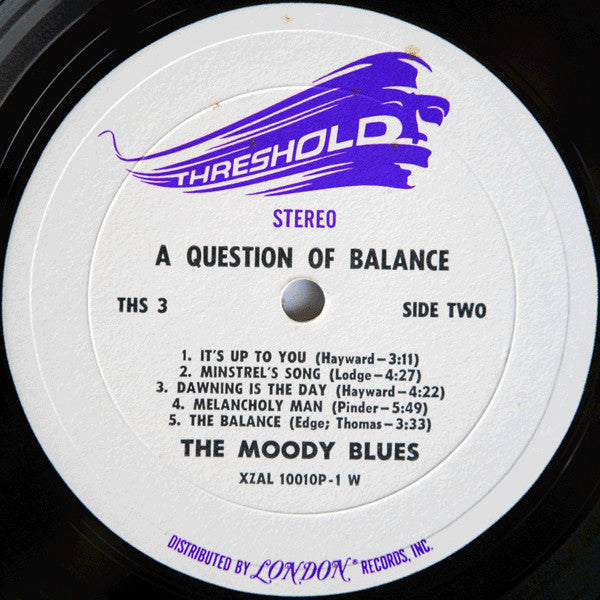 THRESHOLD
STEREO
A QUESTION OF BALANCE
THS 3
SIDE TWO
1. IT'S UP TO YOU (Hayward-3:11)
2. MINSTREL'S SONG (Lodge-4:27)
3. DAWNING IS THE DAY (Hayward-4:22)
4. MELANCHOLY MAN (Pinder-5:49)
5. THE BALANCE (Edge; Thomas-3:33)
THE MOODY BLUES
XZAL 10010P-1 W
DISTRIBUTED BY LONDON® RECORDS, INC.